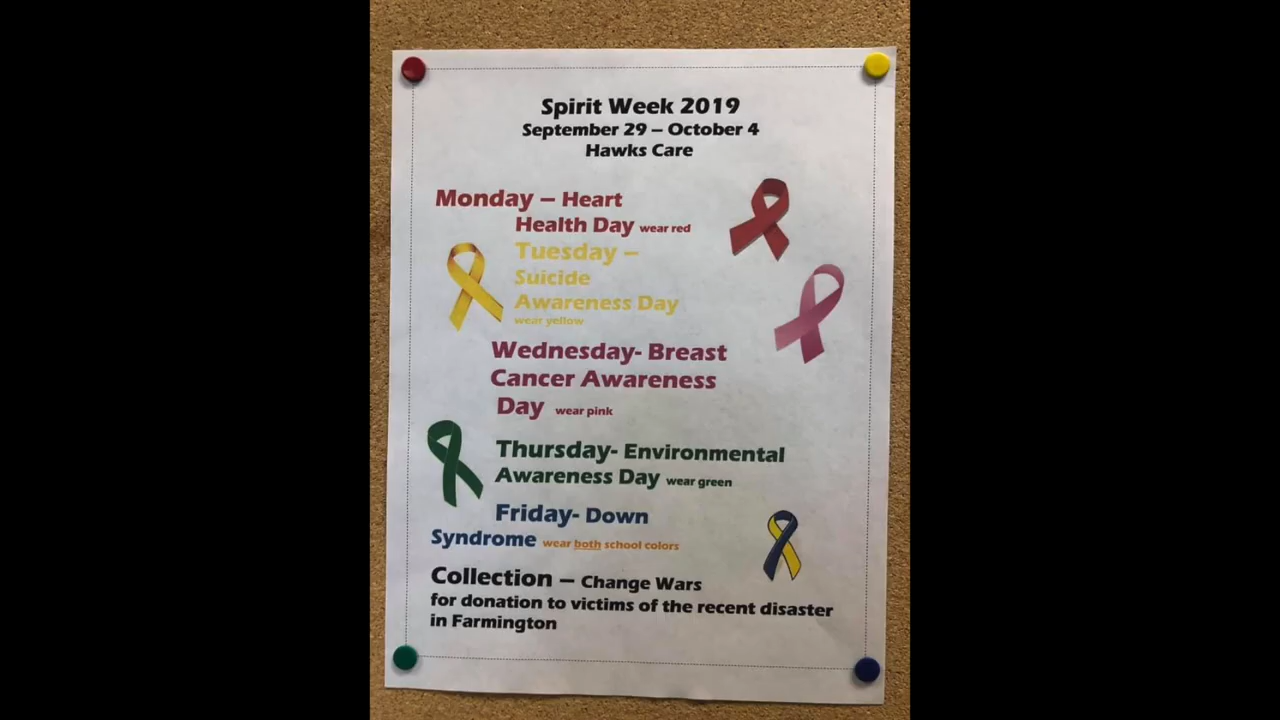 Spirit Week 2019
September 29 – October 4
Hawks Care
Monday – Heart
Health Day wear red
Tuesday –
Suicide
Awareness Day
wear yellow
Wednesday- Breast
Cancer Awareness
Day wear pink
Thursday- Environmental
Awareness Day wear green
Friday- Down
Syndrome wear both school colors
Collection – Change Wars
for donation to victims of the recent disaster
in Farmington